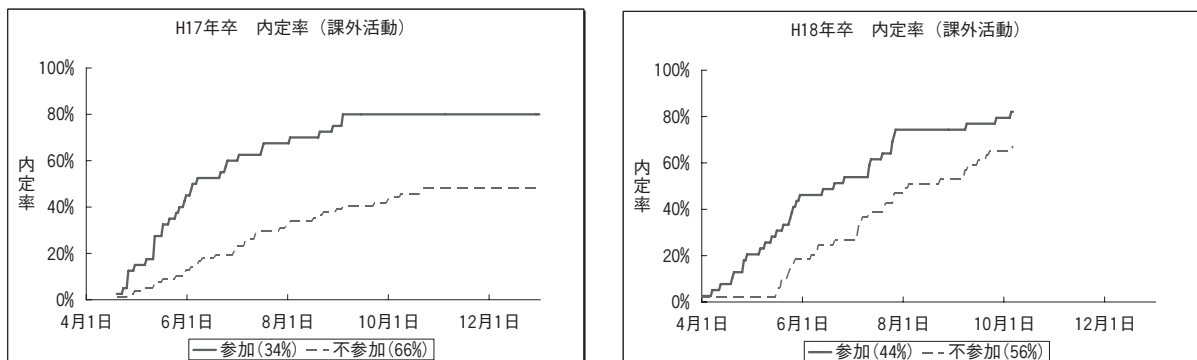 H17年卒　内定率（課外活動）
100%
80%
60%
40%
20%
0%
内定率
4月1日 6月1日 8月1日 10月1日 12月1日
参加(34%) 不参加(66%)
H18年卒　内定率（課外活動）
100%
80%
60%
40%
20%
0%
内定率
4月1日 6月1日 8月1日 10月1日 12月1日
参加(44%) 不参加(56%)